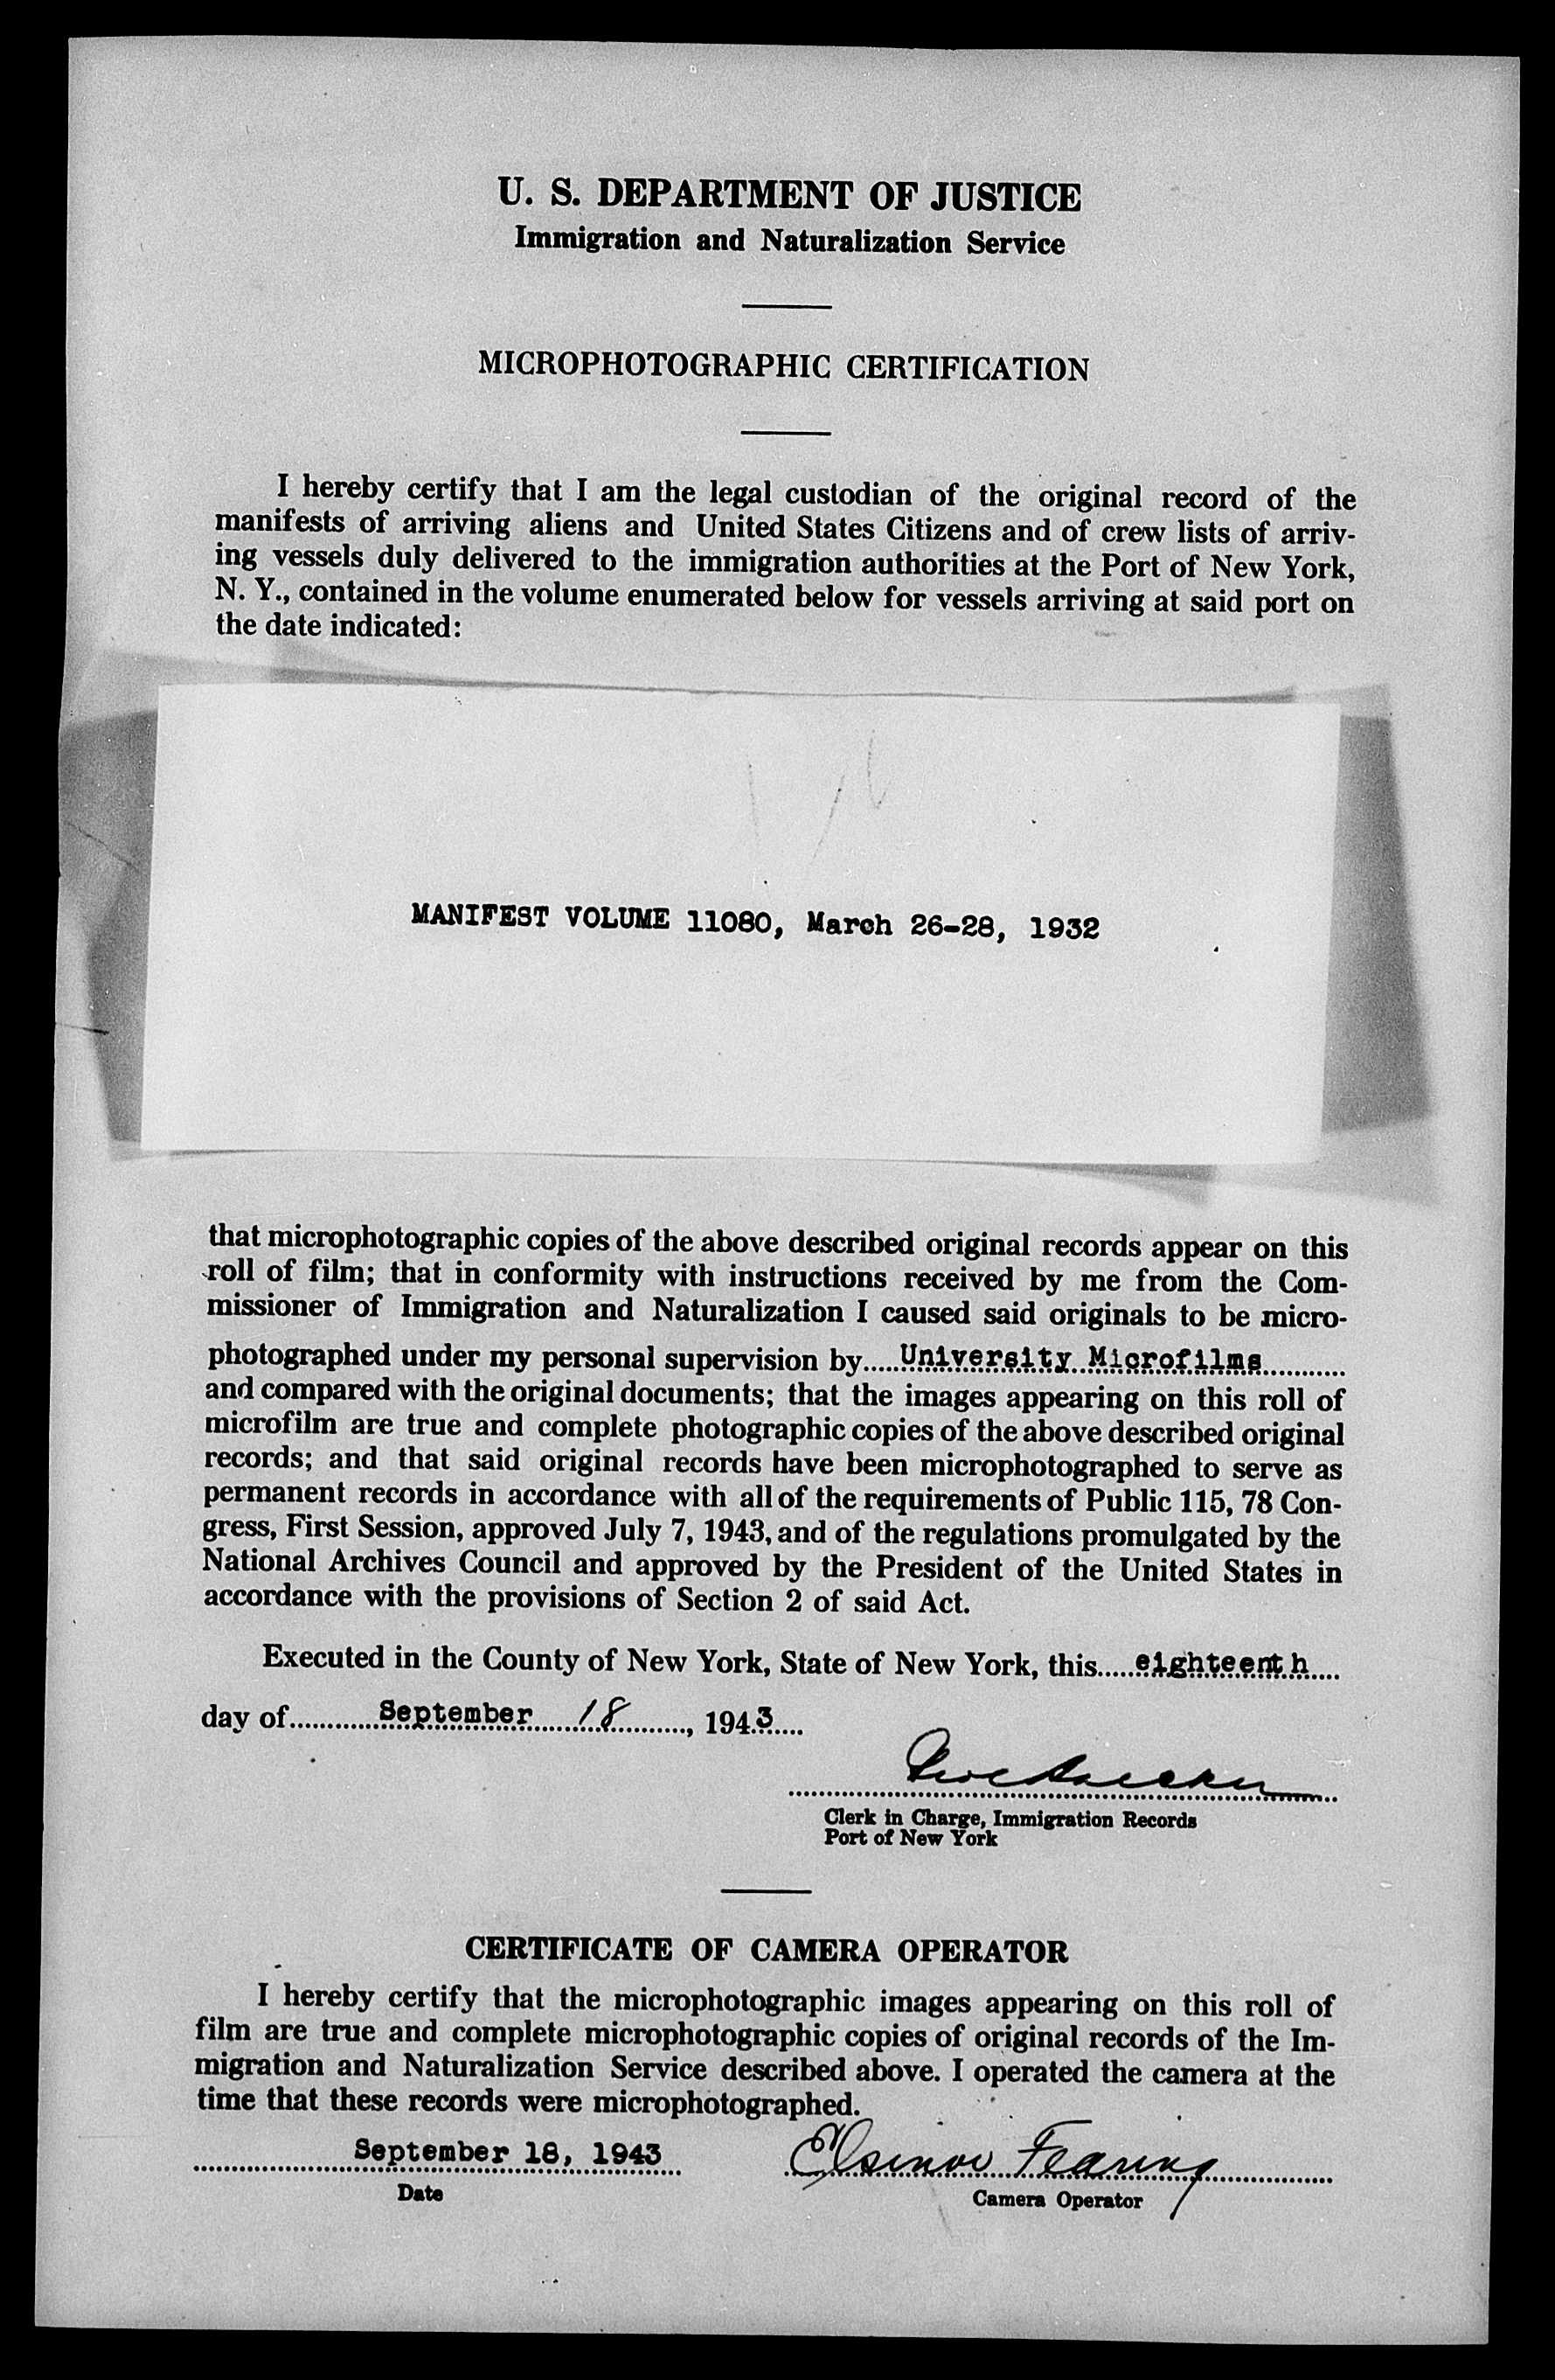 U. S. DEPARTMENT OF JUSTICE
Immigration and Naturalization Service
MICROPHOTOGRAPHIC CERTIFICATION
I hereby certify that I am the legal custodian of the original record of the
manifests of arriving aliens and United States Citizens and of crew lists of arriv-
ing vessels duly delivered to the immigration authorities at the Port of New York,
N. Y., contained in the volume enumerated below for vessels arriving at said port on
the date indicated:
MANIFEST VOLUME 11080, March 26-28, 1932
that microphotographic copies of the above described original records appear on this
roll of film; that in conformity with instructions received by me from the Com-
missioner of Immigration and Naturalization I caused said originals to be micro-
photographed under my personal supervision by.....University Microfilms..........
and compared with the original documents; that the images appearing on this roll of
microfilm are true and complete photographic copies of the above described original
records; and that said original records have been microphotographed to serve as
permanent records in accordance with all of the requirements of Public 115, 78 Con-
gress, First Session, approved July 7, 1943, and of the regulations promulgated by the
National Archives Council and approved by the President of the United States in
accordance with the provisions of Section 2 of said Act.
Executed in the County of New York, State of New York, this.....eighteenth....
day of............September 18..........., 1943....
Clerk in Charge, Immigration Records
Port of New York
CERTIFICATE OF CAMERA OPERATOR
I hereby certify that the microphotographic images appearing on this roll of
film are true and complete microphotographic copies of original records of the Im-
migration and Naturalization Service described above. I operated the camera at the
time that these records were microphotographed.
September 18, 1943 Elsinor Fearing
Date Camera Operator